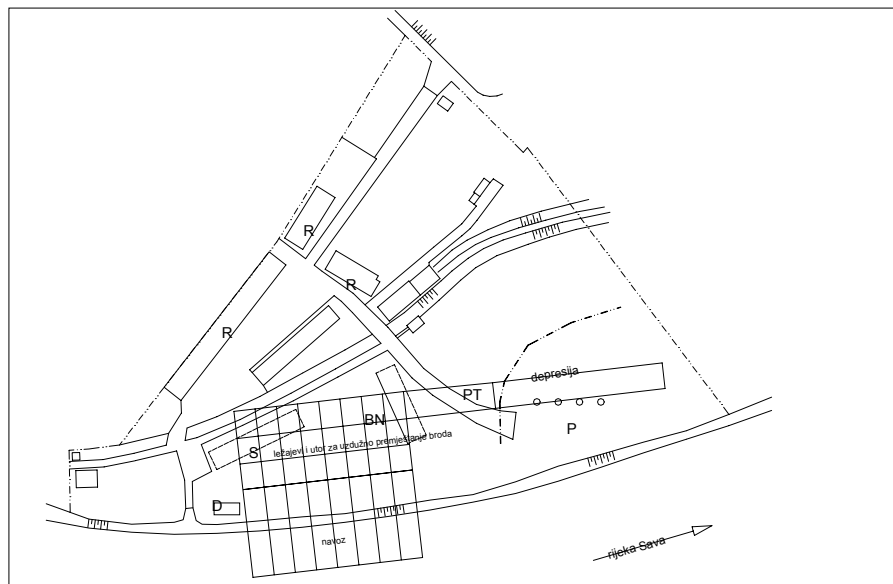 R
R
R
depresija
PT
BN
P
ležajevi i utor za uzdužno premještanje broda
S
D
navoz
rijeka Sava